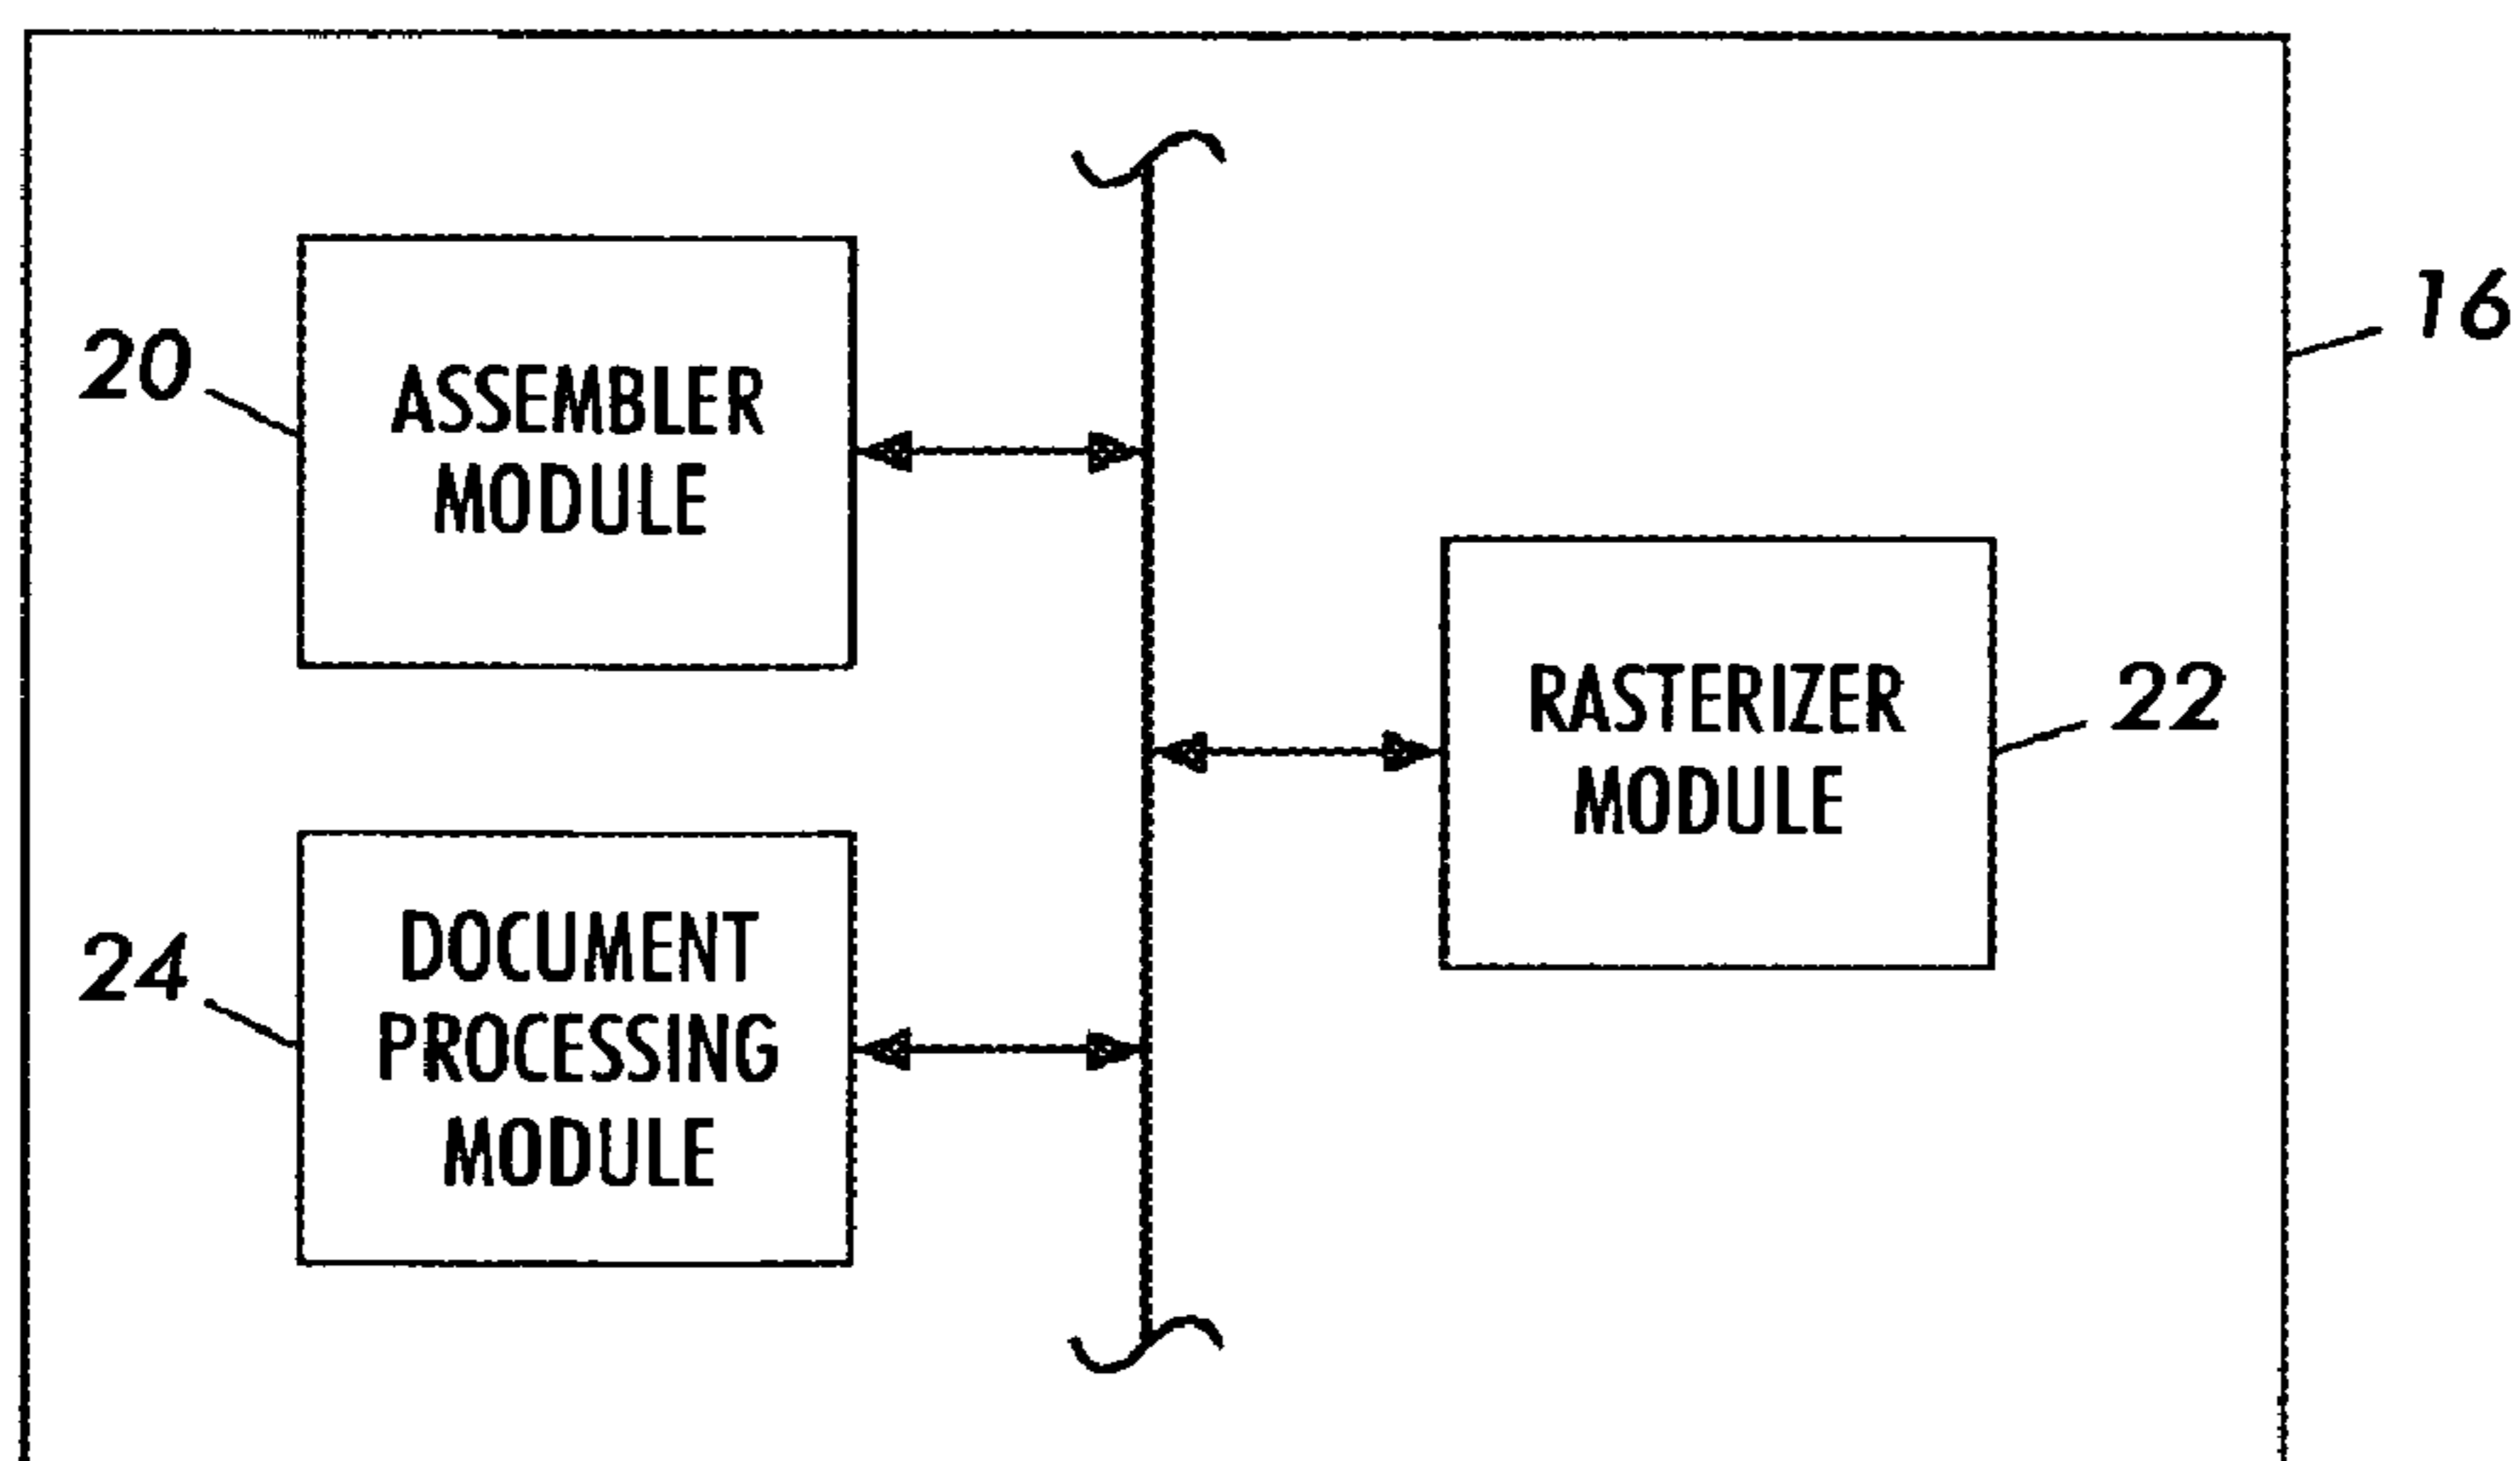 16
20
ASSEMBLER
MODULE
RASTERIZER
MODULE
22
24
DOCUMENT
PROCESSING
MODULE